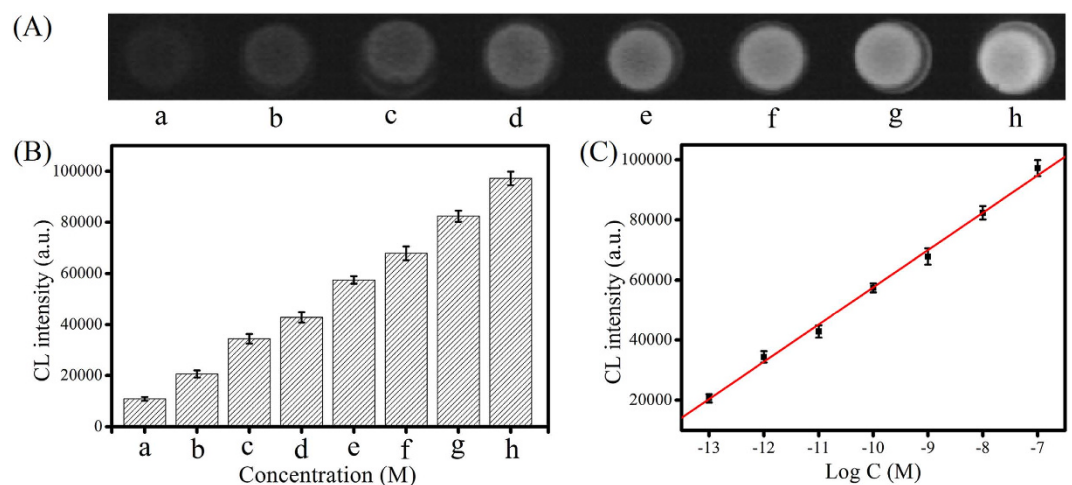 (A)
a b c d e f g h
(B)
CL intensity (a.u.)
100000
80000
60000
40000
20000
0
a b c d e f g h
Concentration (M)
(C)
CL intensity (a.u.)
100000
80000
60000
40000
20000
-13 -12 -11 -10 -9 -8 -7
Log C (M)